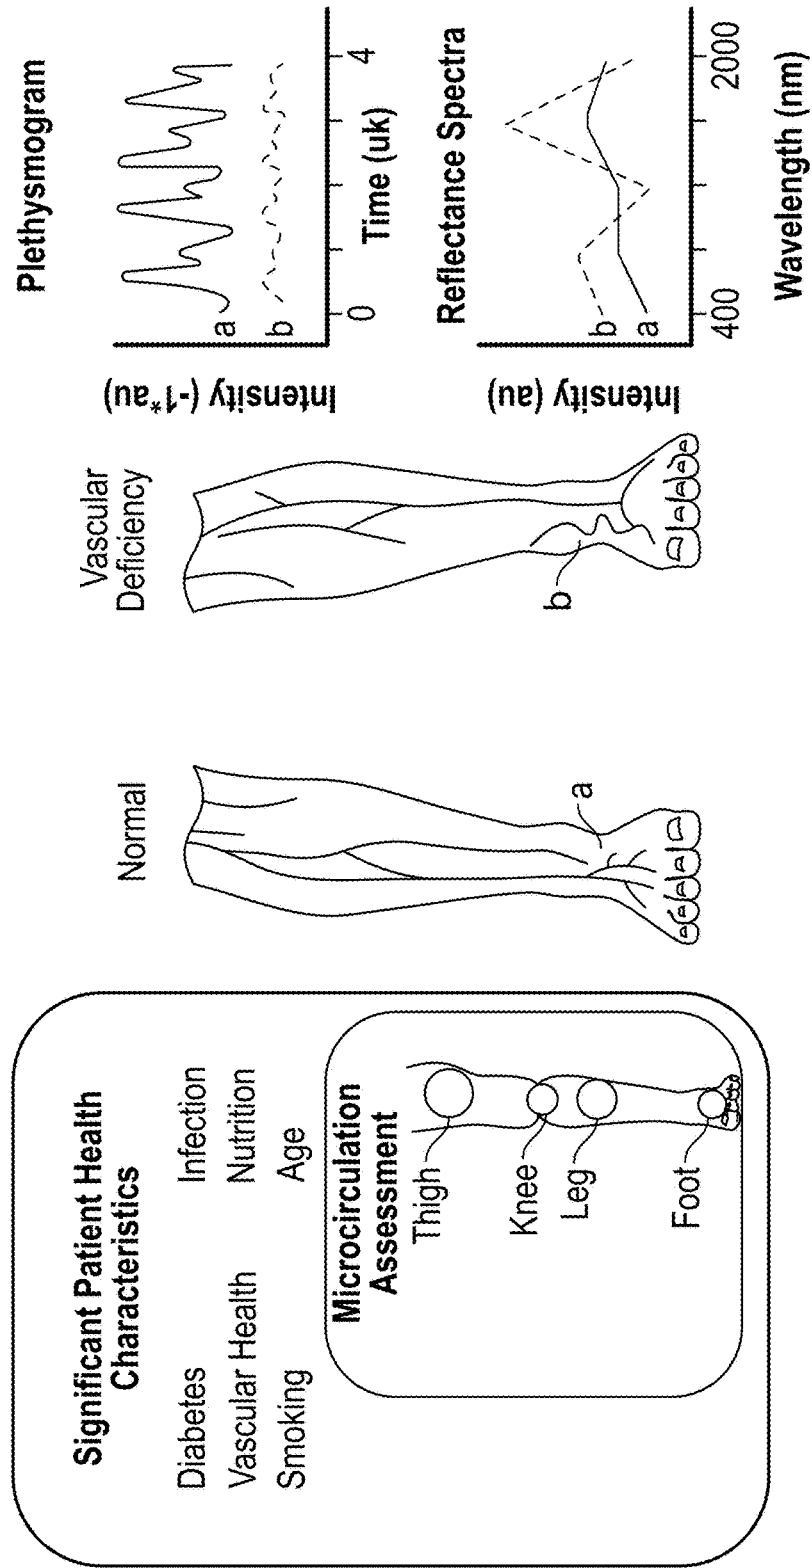 Significant Patient Health
Characteristics
Diabetes
Infection
Vascular Health
Nutrition
Smoking
Age
Microcirculation
Assessment
Thigh
Knee
Leg
Foot
Normal
a
Vascular
Deficiency
b
Plethysmogram
Intensity (-1*au)
a
b
0
4
Time (uk)
Reflectance Spectra
Intensity (au)
b
a
400
2000
Wavelength (nm)